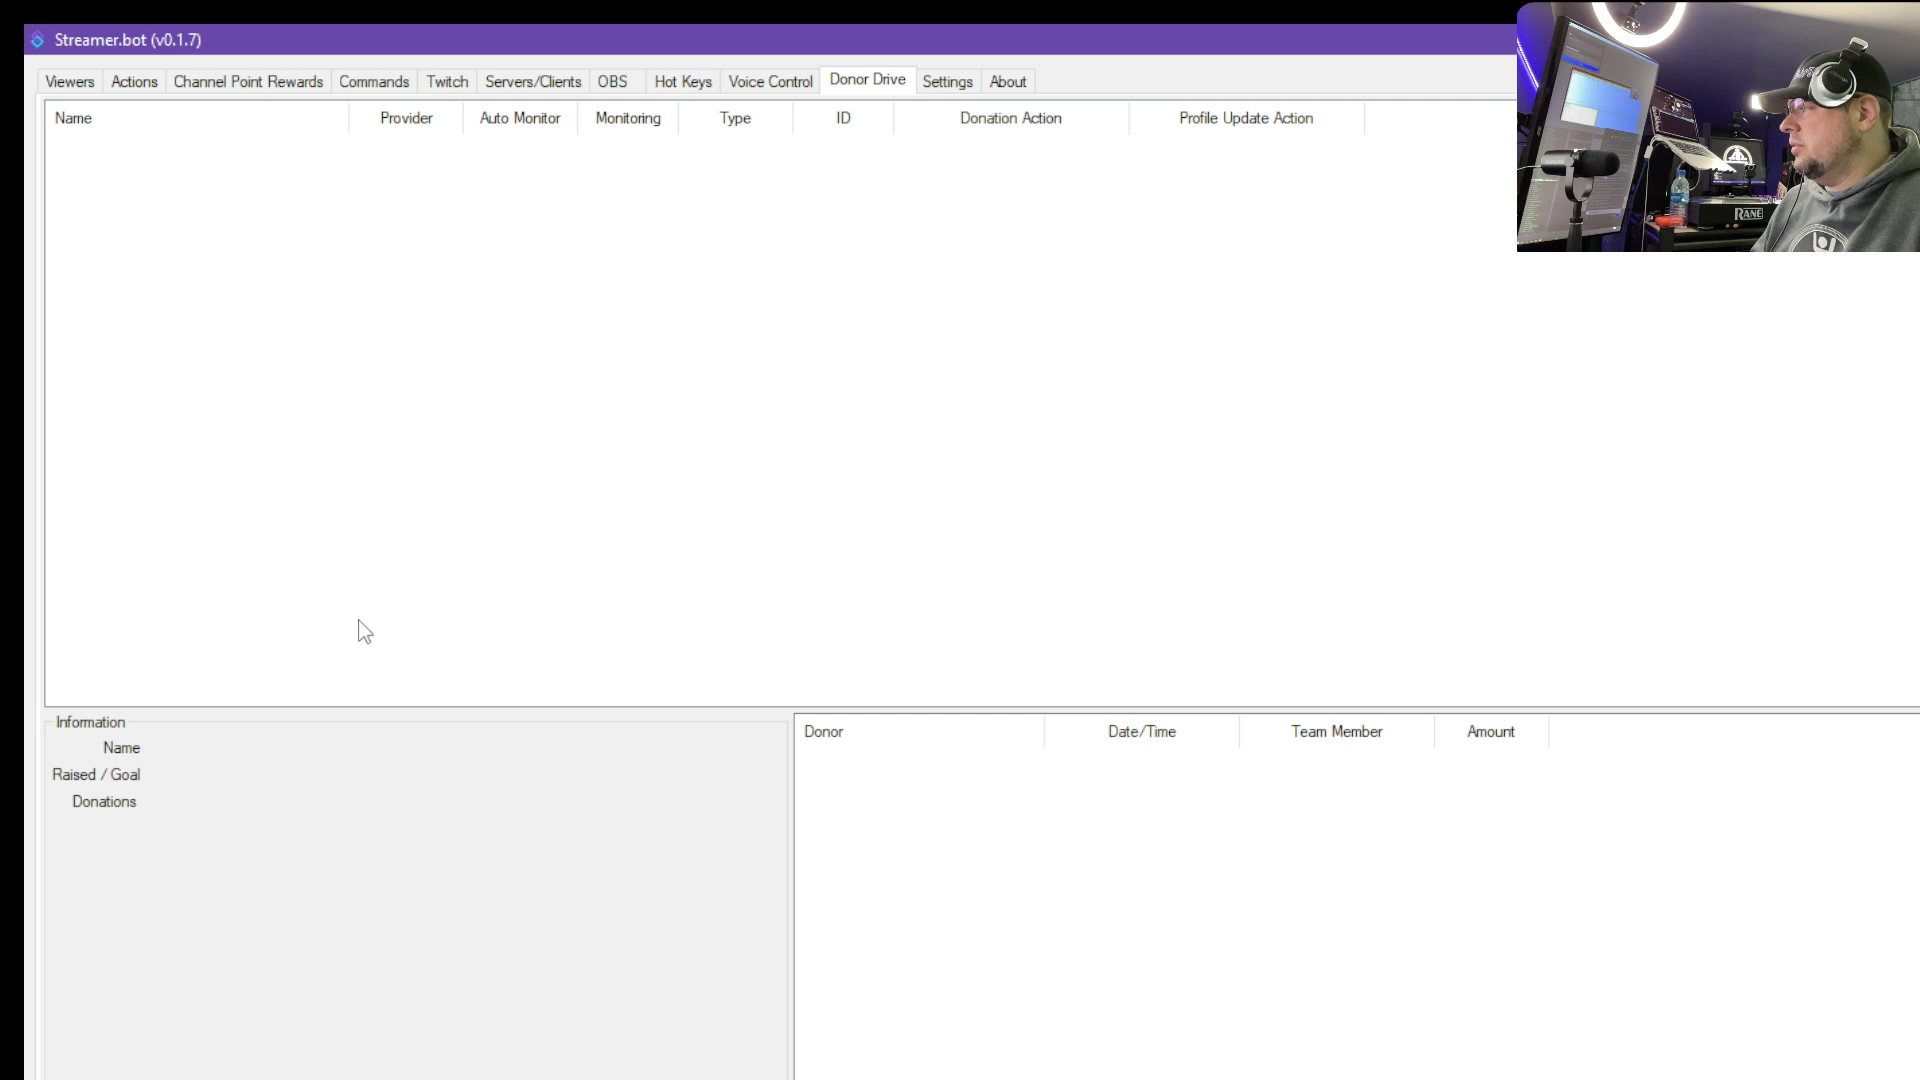 Streamer.bot (v0.1.7)
Viewers Actions Channel Point Rewards Commands Twitch Servers/Clients OBS Hot Keys Voice Control Donor Drive Settings About
Name Provider Auto Monitor Monitoring Type ID Donation Action Profile Update Action
RANE
Information
Name
Raised / Goal
Donations
Donor Date/Time Team Member Amount